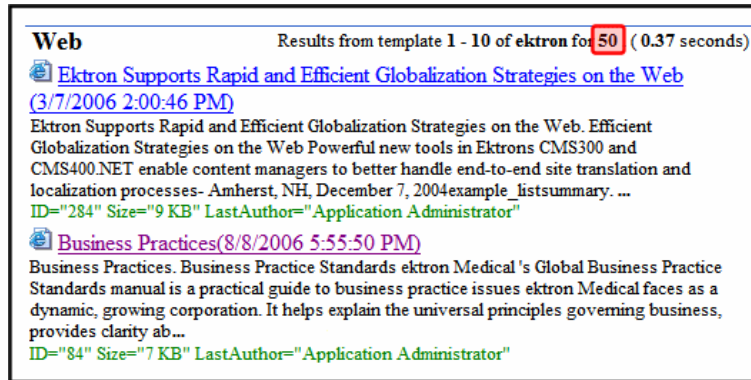 Web Results from template 1 - 10 of ektron for 50 ( 0.37 seconds)
Ektron Supports Rapid and Efficient Globalization Strategies on the Web
(3/7/2006 2:00:46 PM)
Ektron Supports Rapid and Efficient Globalization Strategies on the Web. Efficient
Globalization Strategies on the Web Powerful new tools in Ektrons CMS300 and
CMS400.NET enable content managers to better handle end-to-end site translation and
localization processes- Amherst, NH, December 7, 2004example_listsummary. ...
ID="284" Size="9 KB" LastAuthor="Application Administrator"
Business Practices(8/8/2006 5:55:50 PM)
Business Practices. Business Practice Standards ektron Medical 's Global Business Practice
Standards manual is a practical guide to business practice issues ektron Medical faces as a
dynamic, growing corporation. It helps explain the universal principles governing business,
provides clarity ab...
ID="84" Size="7 KB" LastAuthor="Application Administrator"